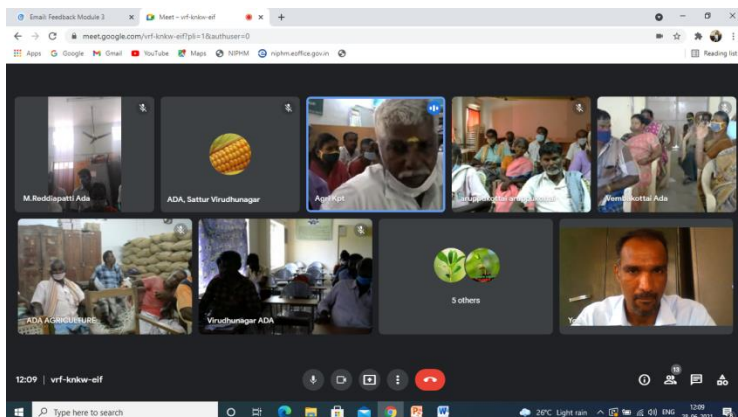 Email: Feedback Module 3
Meet – vrf-knkw-eif
meet.google.com/vrf-knkw-eif?pli=1&authuser=0
Apps Google Gmail YouTube Maps NIPHM niphm.eoffice.gov.in Reading list
M.Reddiapatti Ada
ADA, Sattur Virudhunagar
Agri Kpt
Vembakottai Ada
ADA AGRICULTURE
Virudhunagar ADA
5 others
12:09 | vrf-knkw-eif
13
Type here to search
26°C Light rain
ENG
12:09